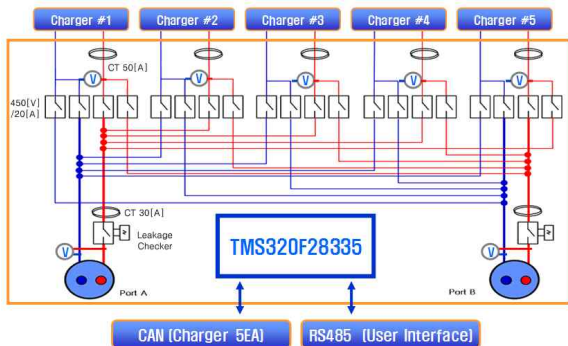 Charger #1
Charger #2
Charger #3
Charger #4
Charger #5
CT 50[A]
V
V
V
V
V
450[V]
/20[A]
CT 30[A]
Leakage
Checker
TMS320F28335
V
V
Port A
Port B
CAN (Charger 5EA)
RS485 (User Interface)